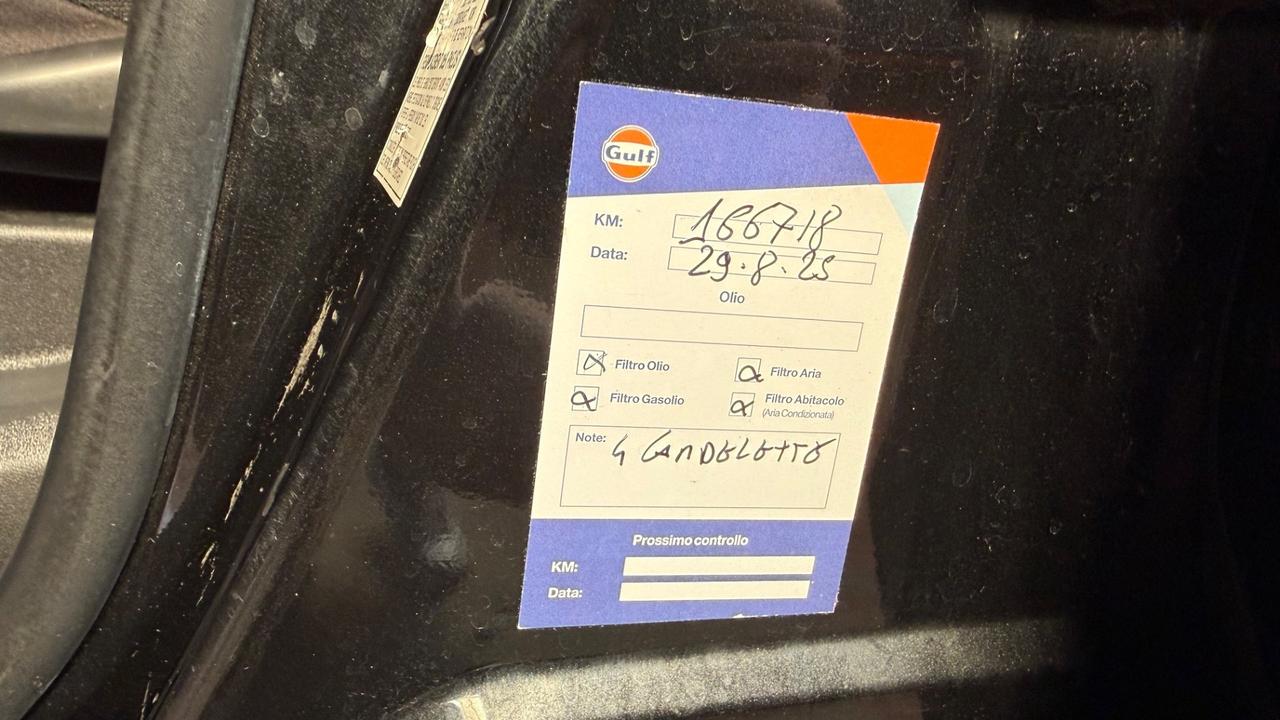 Gulf
KM: 166718
Data: 29.8.25
Olio
Filtro Olio
Filtro Aria
Filtro Gasolio
Filtro Abitacolo
(Aria Condizionata)
Note: 4 CANDELETTE
Prossimo controllo
KM:
Data: